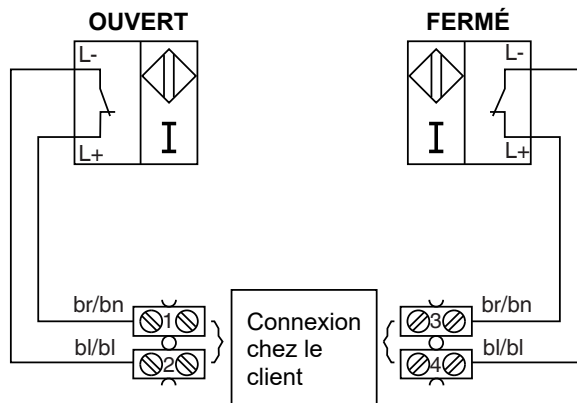 OUVERT
FERMÉ
L-
L-
I
I
L+
L+
br/bn
1
3
br/bn
bl/bl
2
4
bl/bl
Connexion
chez le
client